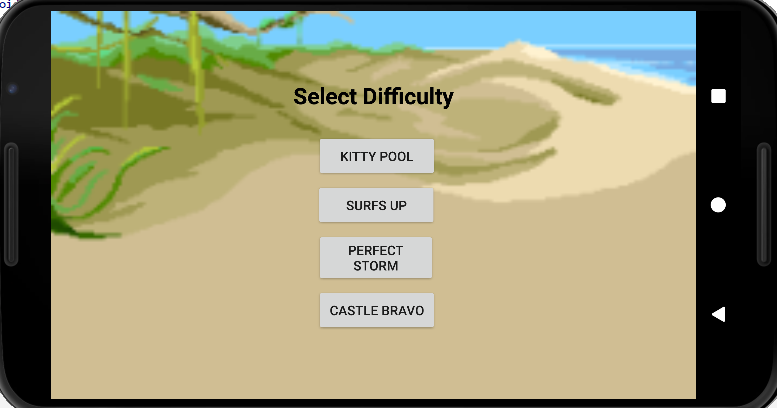 Select Difficulty
KITTY POOL
SURFS UP
PERFECT
STORM
CASTLE BRAVO